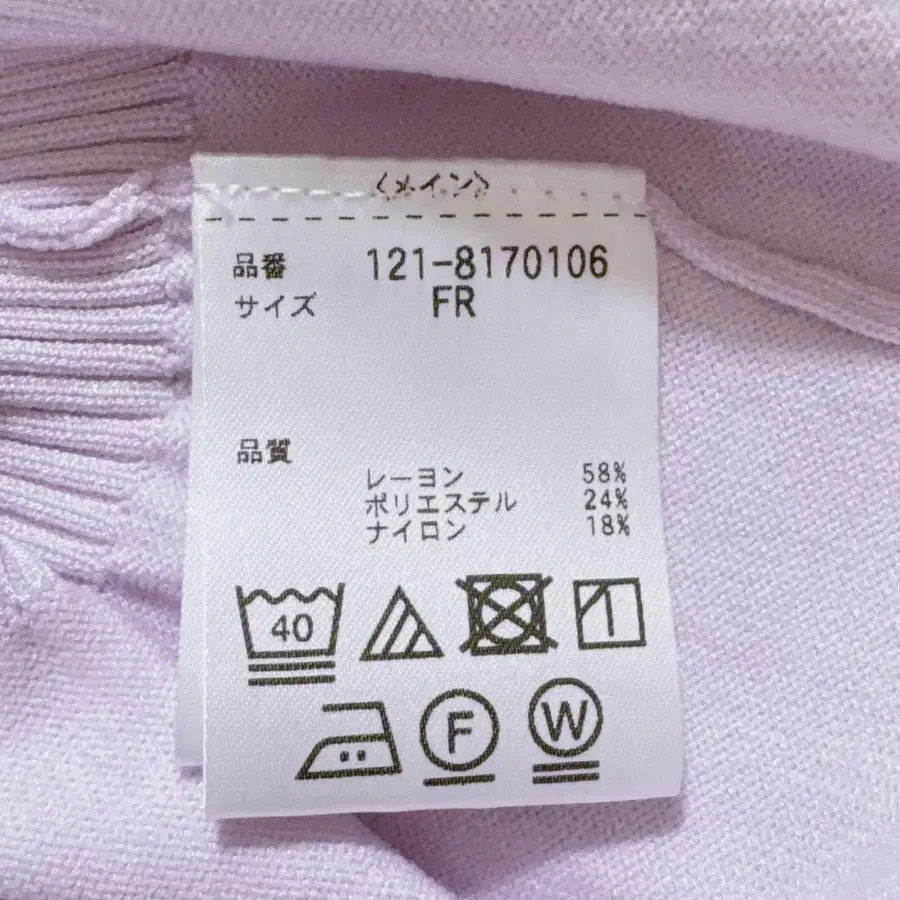 〈メイン〉
品番 121-8170106
サイズ FR
品質
レーヨン 58%
ポリエステル 24%
ナイロン 18%
40
F W